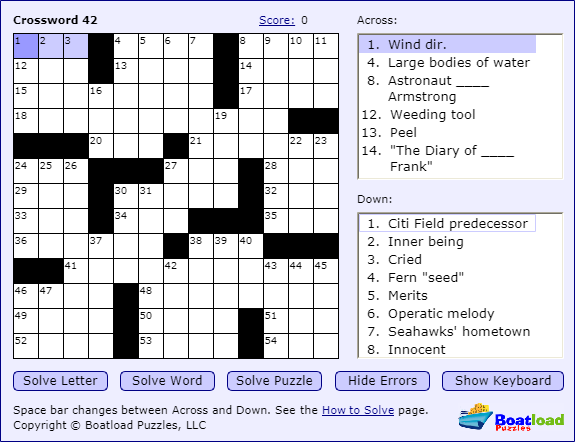 Crossword 42
Score: 0
1 2 3 4 5 6 7 8 9 10 11
12 13 14
15 16 17
18 19
20 21 22 23
24 25 26 27 28
29 30 31 32
33 34 35
36 37 38 39 40
41 42 43 44 45
46 47 48
49 50 51
52 53 54
Across:
1. Wind dir.
4. Large bodies of water
8. Astronaut ____
Armstrong
12. Weeding tool
13. Peel
14. "The Diary of ____
Frank"
Down:
1. Citi Field predecessor
2. Inner being
3. Cried
4. Fern "seed"
5. Merits
6. Operatic melody
7. Seahawks' hometown
8. Innocent
Solve Letter
Solve Word
Solve Puzzle
Hide Errors
Show Keyboard
Space bar changes between Across and Down. See the How to Solve page.
Copyright © Boatload Puzzles, LLC
Boatload
Puzzles